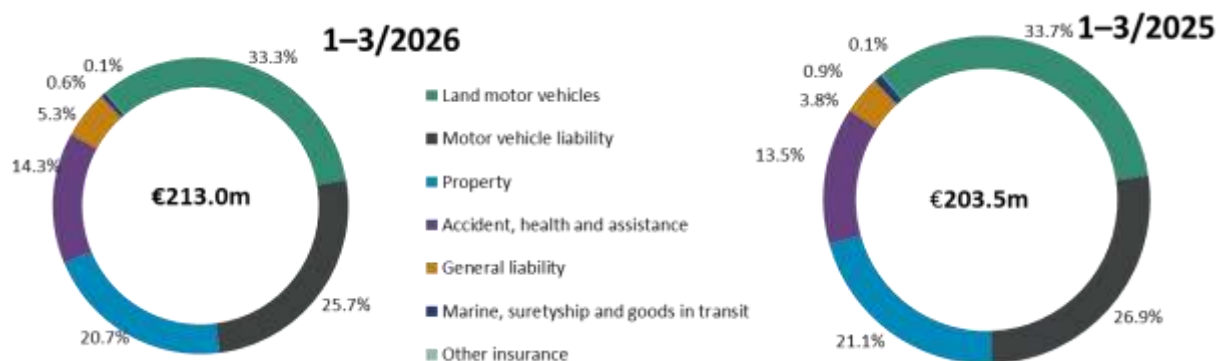 1–3/2026
33.3%
0.1%
0.6%
5.3%
14.3%
€213.0m
25.7%
20.7%
Land motor vehicles
Motor vehicle liability
Property
Accident, health and assistance
General liability
Marine, suretyship and goods in transit
Other insurance
1–3/2025
33.7%
0.1%
0.9%
3.8%
13.5%
€203.5m
26.9%
21.1%